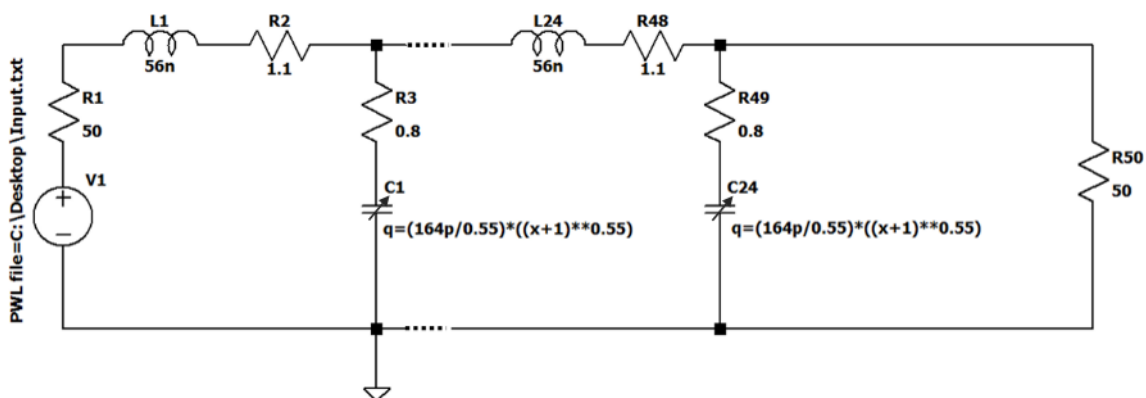 PWL file=C:\Desktop\Input.txt
V1
R1
50
L1
56n
R2
1.1
R3
0.8
C1
q=(164p/0.55)*((x+1)**0.55)
L24
56n
R48
1.1
R49
0.8
C24
q=(164p/0.55)*((x+1)**0.55)
R50
50